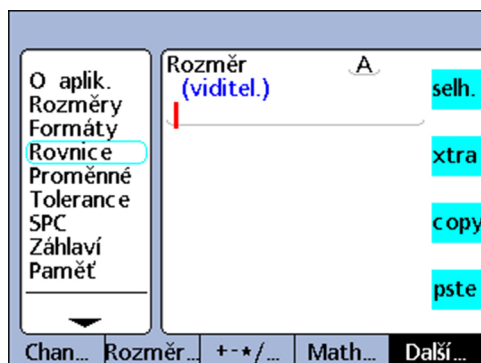 O aplik.
Rozměry
Formáty
Rovnice
Proměnné
Tolerance
SPC
Záhlaví
Paměť
Rozměr A
(viditel.)
selh.
xtra
copy
pste
Chan... Rozměr... +-*/... Math... Další...